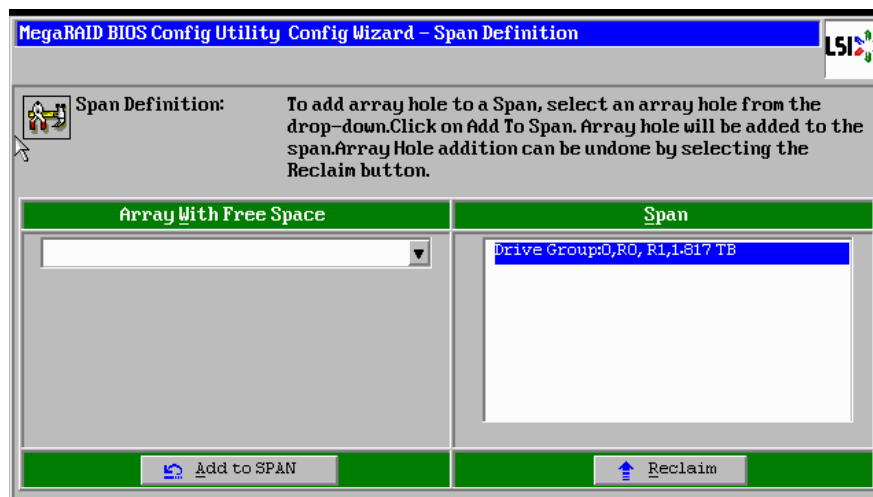 MegaRAID BIOS Config Utility Config Wizard – Span Definition
LSI
Span Definition:
To add array hole to a Span, select an array hole from the
drop-down.Click on Add To Span. Array hole will be added to the
span.Array Hole addition can be undone by selecting the
Reclaim button.
Array With Free Space
Span
Drive Group:0,R0, R1,1.817 TB
Add to SPAN
Reclaim